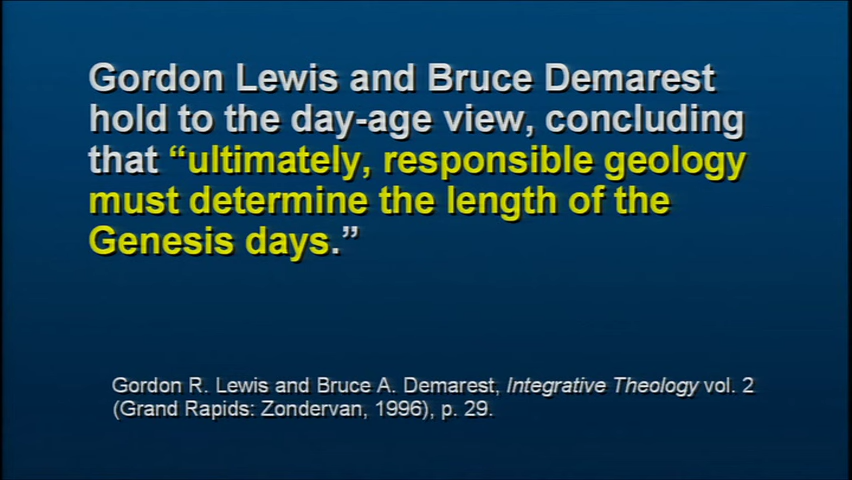 Gordon Lewis and Bruce Demarest
hold to the day-age view, concluding
that “ultimately, responsible geology
must determine the length of the
Genesis days.”
Gordon R. Lewis and Bruce A. Demarest, Integrative Theology vol. 2
(Grand Rapids: Zondervan, 1996), p. 29.